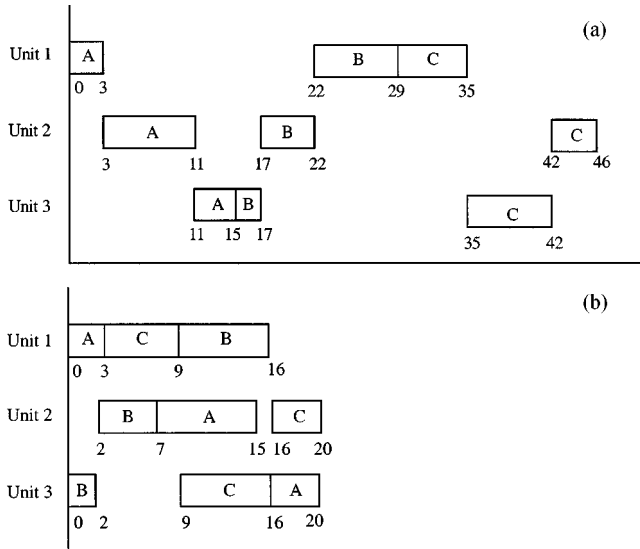 (a)
Unit 1 A B C
0 3 22 29 35
Unit 2 A B C
3 11 17 22 42 46
Unit 3 A B C
11 15 17 35 42
(b)
Unit 1 A C B
0 3 9 16
Unit 2 B A C
2 7 15 16 20
Unit 3 B C A
0 2 9 16 20